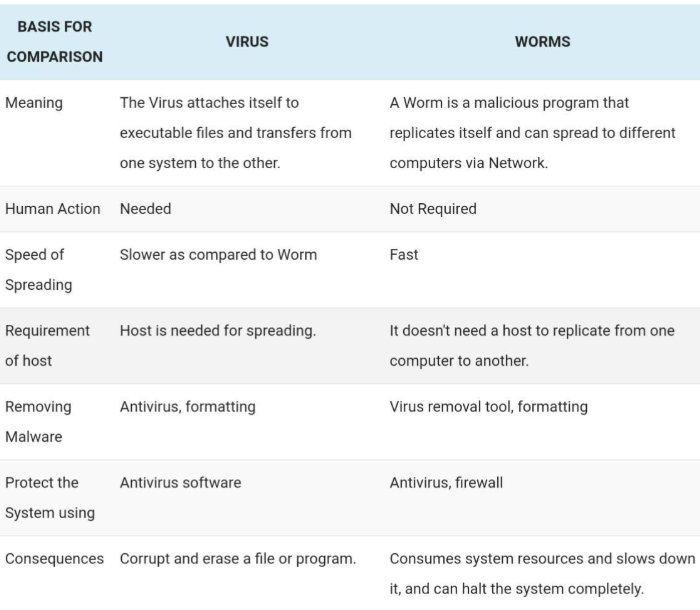 BASIS FOR
COMPARISON
VIRUS
WORMS
Meaning
The Virus attaches itself to
executable files and transfers from
one system to the other.
A Worm is a malicious program that
replicates itself and can spread to different
computers via Network.
Human Action
Needed
Not Required
Speed of
Spreading
Slower as compared to Worm
Fast
Requirement
of host
Host is needed for spreading.
It doesn't need a host to replicate from one
computer to another.
Removing
Malware
Antivirus, formatting
Virus removal tool, formatting
Protect the
System using
Antivirus software
Antivirus, firewall
Consequences
Corrupt and erase a file or program.
Consumes system resources and slows down
it, and can halt the system completely.